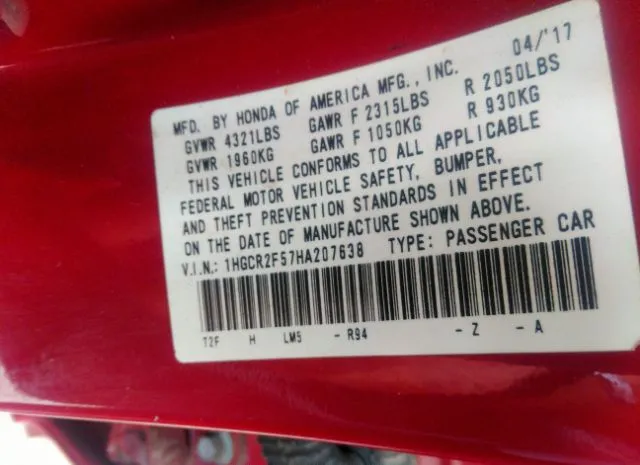 04/'17
MFD. BY HONDA OF AMERICA MFG., INC.
GVWR 4321LBS GAWR F 2315LBS R 2050LBS
GVWR 1960KG GAWR F 1050KG R 930KG
THIS VEHICLE CONFORMS TO ALL APPLICABLE
FEDERAL MOTOR VEHICLE SAFETY, BUMPER,
AND THEFT PREVENTION STANDARDS IN EFFECT
ON THE DATE OF MANUFACTURE SHOWN ABOVE.
V.I.N.: 1HGCR2F57HA207638 TYPE: PASSENGER CAR
T2F H LM5 - R94 - Z - A